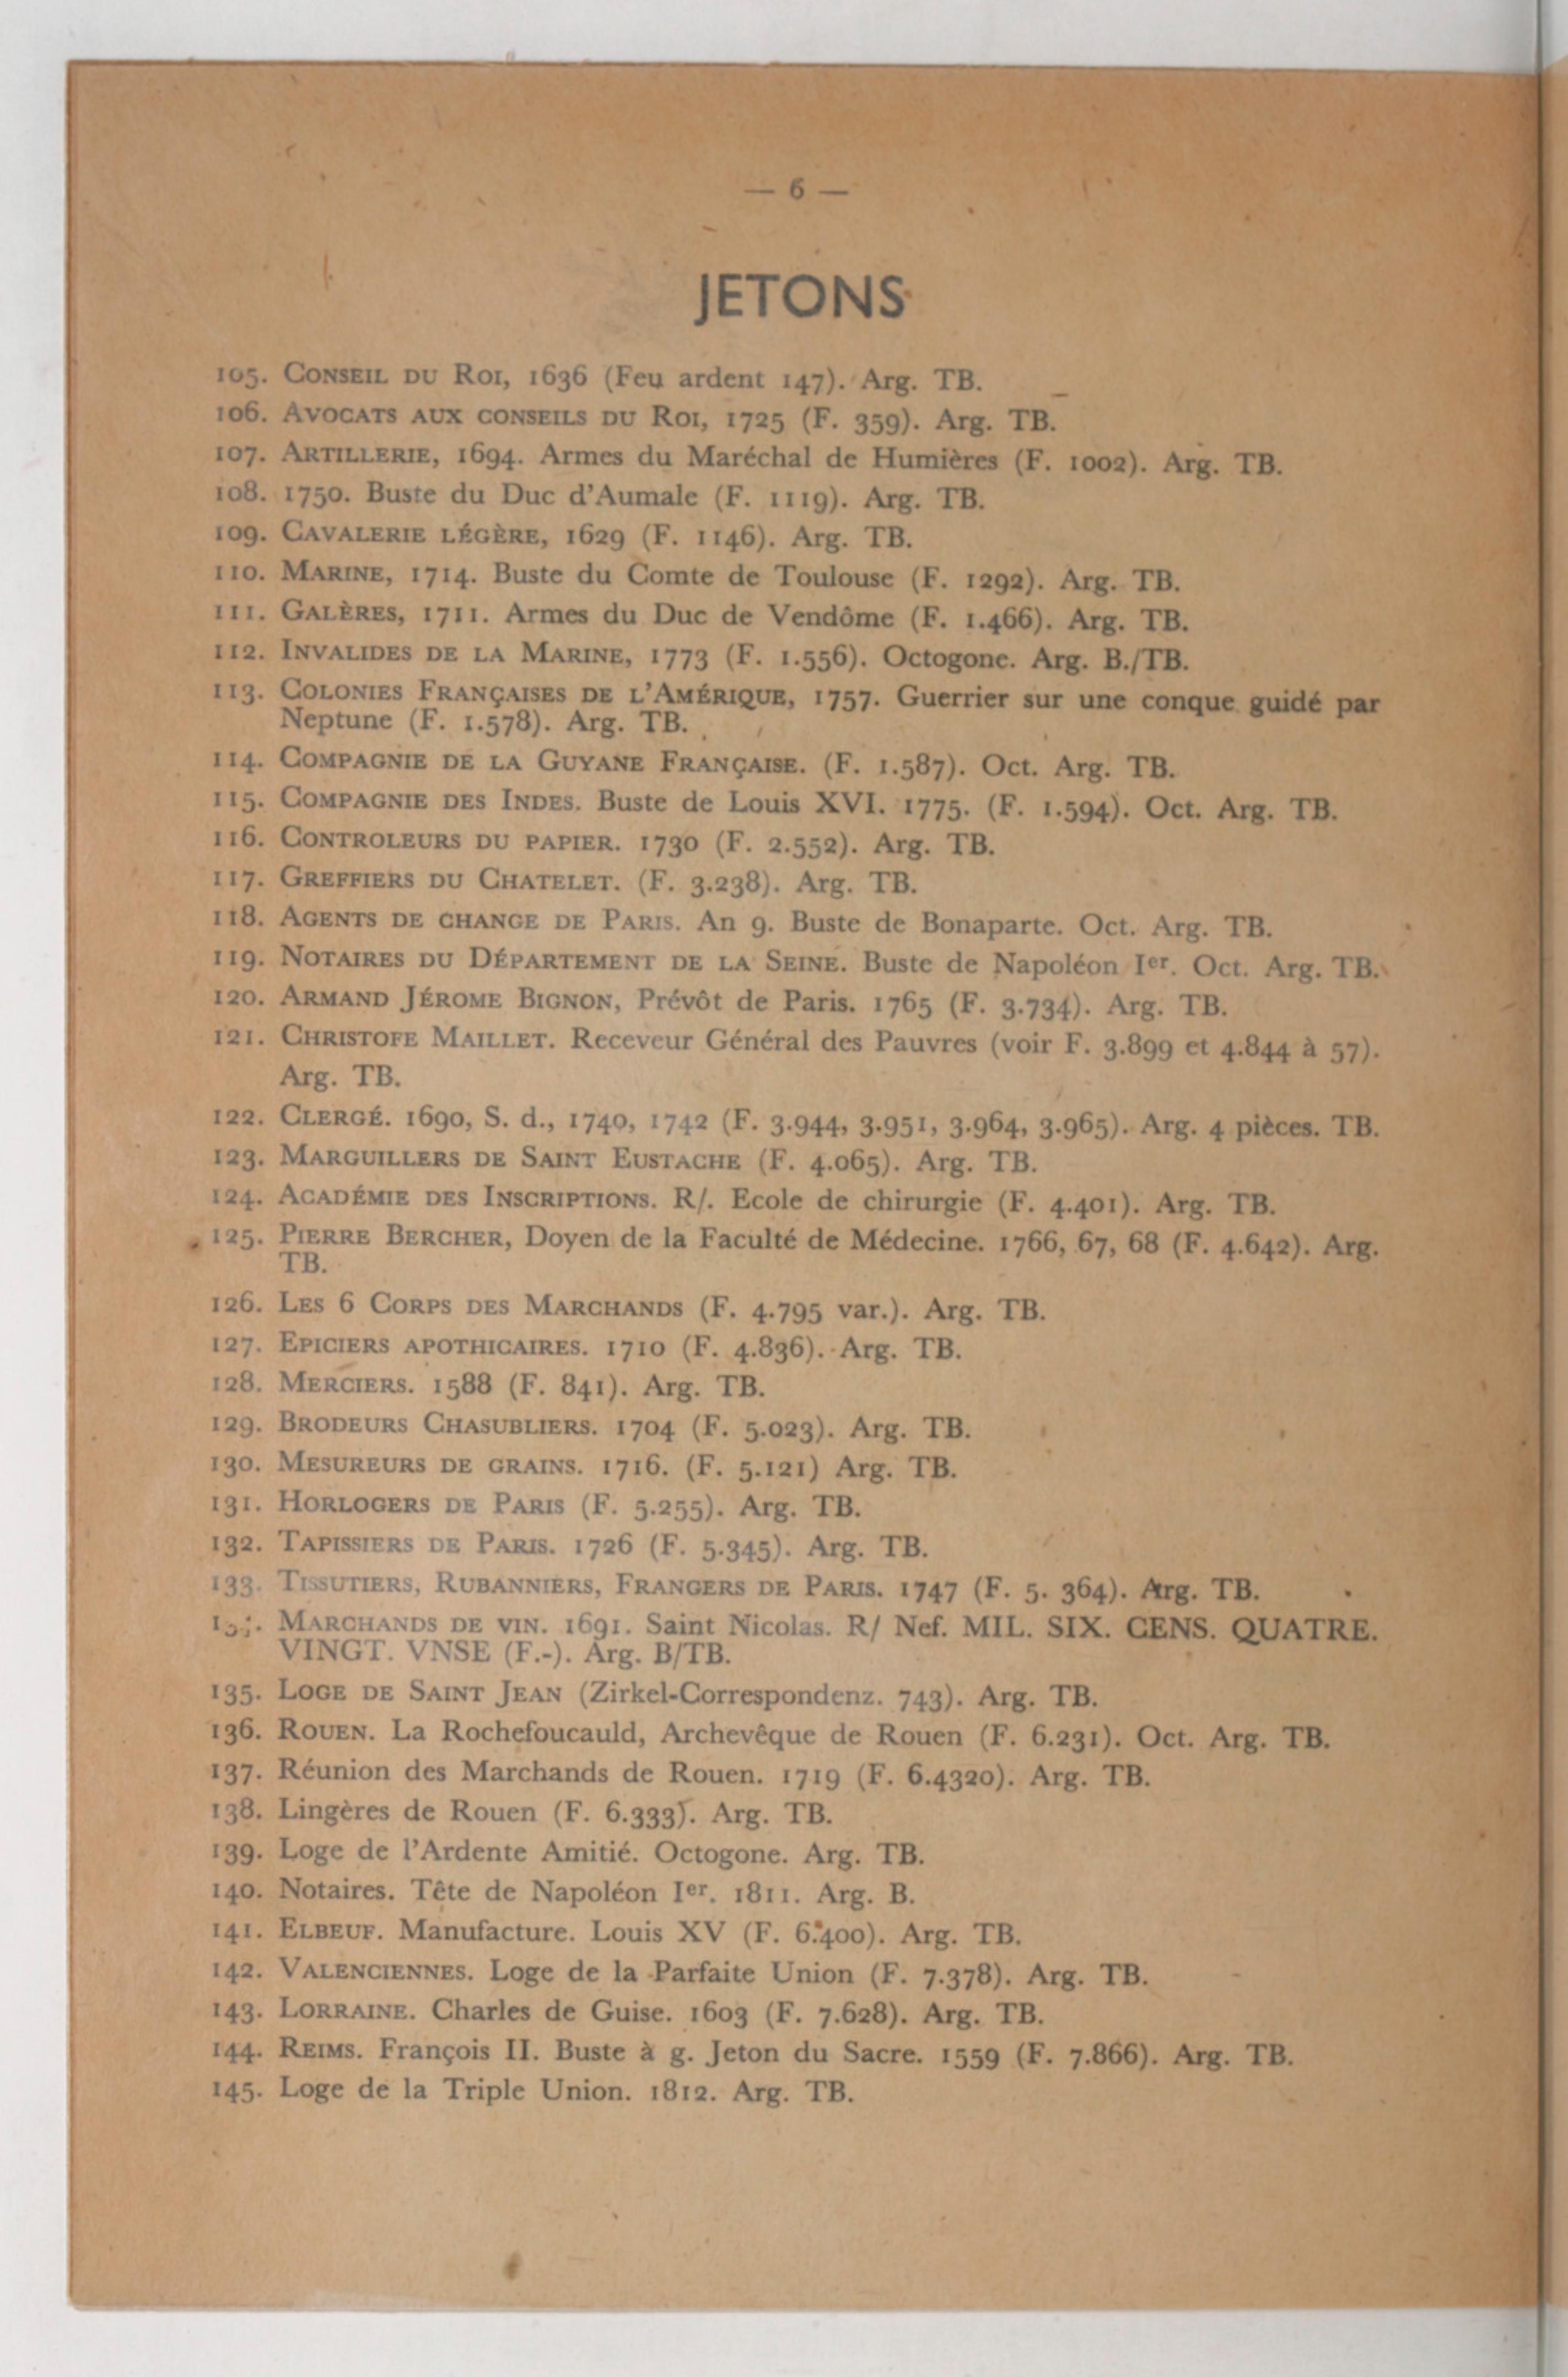 — 6 —
JETONS
105. CONSEIL DU ROI, 1636 (Feu ardent 147). Arg. TB.
106. AVOCATS AUX CONSEILS DU ROI, 1725 (F. 359). Arg. TB.
107. ARTILLERIE, 1694. Armes du Maréchal de Humières (F. 1002). Arg. TB.
108. 1750. Buste du Duc d'Aumale (F. 1119). Arg. TB.
109. CAVALERIE LÉGÈRE, 1629 (F. 1146). Arg. TB.
110. MARINE, 1714. Buste du Comte de Toulouse (F. 1292). Arg. TB.
111. GALÈRES, 1711. Armes du Duc de Vendôme (F. 1.466). Arg. TB.
112. INVALIDES DE LA MARINE, 1773 (F. 1.556). Octogone. Arg. B./TB.
113. COLONIES FRANÇAISES DE L'AMÉRIQUE, 1757. Guerrier sur une conque guidé par
Neptune (F. 1.578). Arg. TB.
114. COMPAGNIE DE LA GUYANE FRANÇAISE. (F. 1.587). Oct. Arg. TB.
115. COMPAGNIE DES INDES. Buste de Louis XVI. 1775. (F. 1.594). Oct. Arg. TB.
116. CONTROLEURS DU PAPIER. 1730 (F. 2.552). Arg. TB.
117. GREFFIERS DU CHATELET. (F. 3.238). Arg. TB.
118. AGENTS DE CHANGE DE PARIS. An 9. Buste de Bonaparte. Oct. Arg. TB.
119. NOTAIRES DU DÉPARTEMENT DE LA SEINE. Buste de Napoléon Ier. Oct. Arg. TB.
120. ARMAND JÉROME BIGNON, Prévôt de Paris. 1765 (F. 3.734). Arg. TB.
121. CHRISTOFE MAILLET. Receveur Général des Pauvres (voir F. 3.899 et 4.844 à 57).
Arg. TB.
122. CLERGÉ. 1690, S. d., 1740, 1742 (F. 3.944, 3.951, 3.964, 3.965). Arg. 4 pièces. TB.
123. MARGUILLERS DE SAINT EUSTACHE (F. 4.065). Arg. TB.
124. ACADÉMIE DES INSCRIPTIONS. R/. Ecole de chirurgie (F. 4.401). Arg. TB.
125. PIERRE BERCHER, Doyen de la Faculté de Médecine. 1766, 67, 68 (F. 4.642). Arg.
TB.
126. LES 6 CORPS DES MARCHANDS (F. 4.795 var.). Arg. TB.
127. EPICIERS APOTHICAIRES. 1710 (F. 4.836). Arg. TB.
128. MERCIERS. 1588 (F. 841). Arg. TB.
129. BRODEURS CHASUBLIERS. 1704 (F. 5.023). Arg. TB.
130. MESUREURS DE GRAINS. 1716. (F. 5.121) Arg. TB.
131. HORLOGERS DE PARIS (F. 5.255). Arg. TB.
132. TAPISSIERS DE PARIS. 1726 (F. 5.345). Arg. TB.
133. TISSUTIERS, RUBANNIERS, FRANGERS DE PARIS. 1747 (F. 5. 364). Arg. TB.
MARCHANDS DE VIN. 1691. Saint Nicolas. R/ Nef. MIL. SIX. CENS. QUATRE.
VINGT. VNSE (F.-). Arg. B/TB.
135. LOGE DE SAINT JEAN (Zirkel-Correspondenz. 743). Arg. TB.
136. ROUEN. La Rochefoucauld, Archevêque de Rouen (F. 6.231). Oct. Arg. TB.
137. Réunion des Marchands de Rouen. 1719 (F. 6.4320). Arg. TB.
138. Lingères de Rouen (F. 6.333). Arg. TB.
139. Loge de l'Ardente Amitié. Octogone. Arg. TB.
140. Notaires. Tête de Napoléon Ier. 1811. Arg. B.
141. ELBEUF. Manufacture. Louis XV (F. 6.400). Arg. TB.
142. VALENCIENNES. Loge de la Parfaite Union (F. 7.378). Arg. TB.
143. LORRAINE. Charles de Guise. 1603 (F. 7.628). Arg. TB.
144. REIMS. François II. Buste à g. Jeton du Sacre. 1559 (F. 7.866). Arg. TB.
145. Loge de la Triple Union. 1812. Arg. TB.